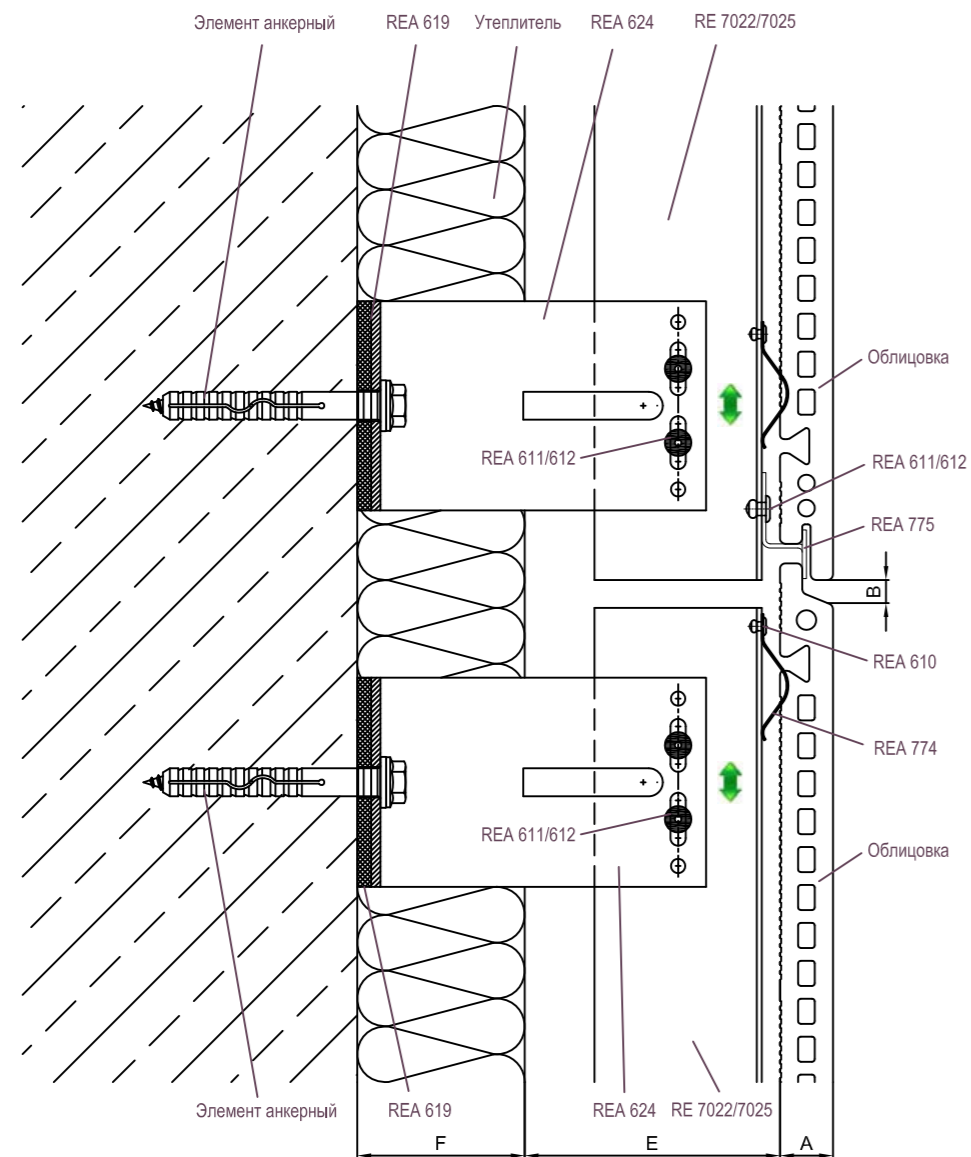 Элемент анкерный
REA 619
Утеплитель
REA 624
RE 7022/7025
Облицовка
REA 611/612
REA 611/612
REA 775
B
REA 610
REA 774
REA 611/612
Облицовка
Элемент анкерный
REA 619
REA 624
RE 7022/7025
F
E
A